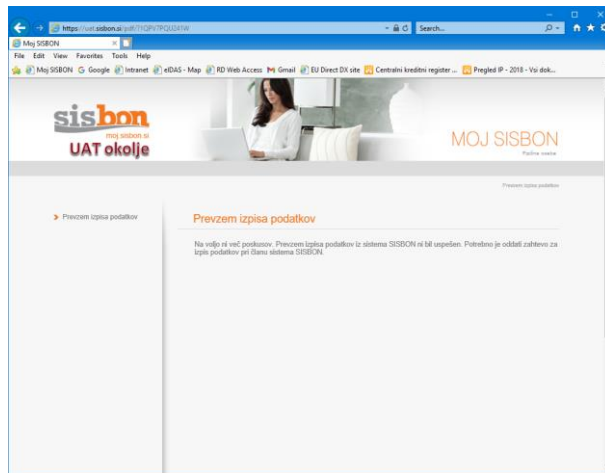 https://uat.sisbon.si/pdf/
Search...
Moj SISBON
File Edit View Favorites Tools Help
Moj SISBON Google Intranet eIDAS - Map RD Web Access Gmail EU Direct DX site Centralni kreditni register ... Pregled IP - 2018 - Vsi dok...
sisbon
moj.sisbon.si
UAT okolje
MOJ SISBON
Fizične osebe
Prevzem izpisa podatkov
Prevzem izpisa podatkov
Prevzem izpisa podatkov
Na voljo ni več poskusov. Prevzem izpisa podatkov iz sistema SISBON ni bil uspešen. Potrebno je oddati zahtevo za
izpis podatkov pri članu sistema SISBON.